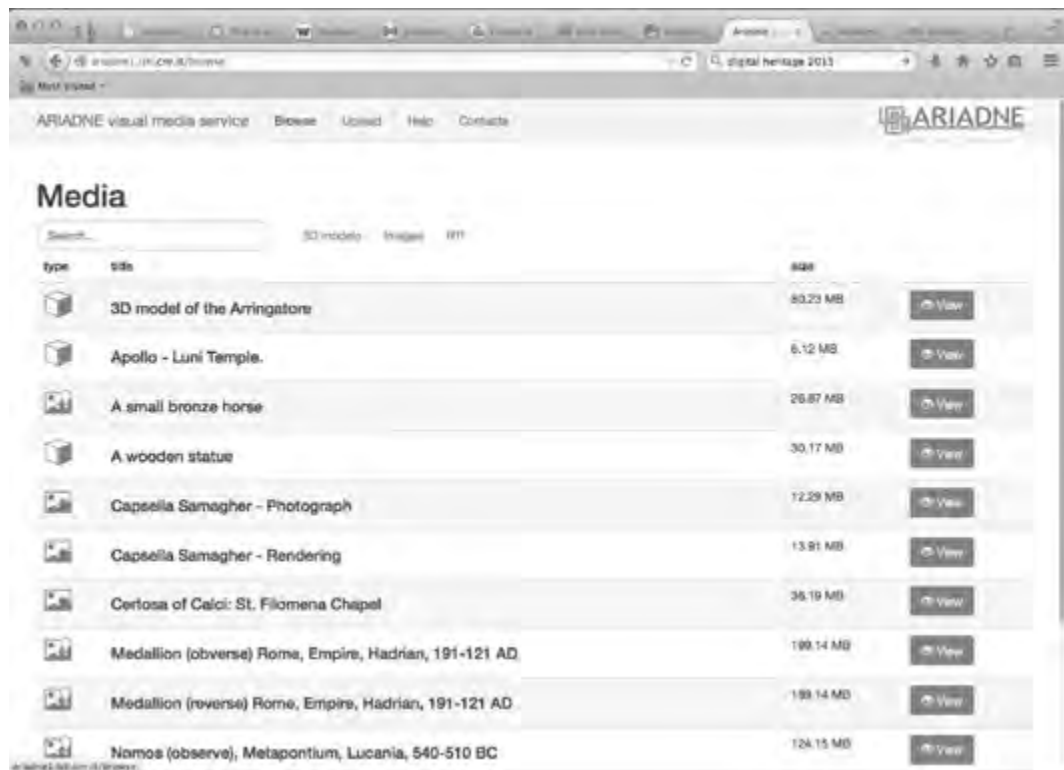 digital heritage 2015
Most Visited
ARIADNE visual media service Browse Upload Help Contacts
ARIADNE
Media
Search... 3D models Images RTI
type title size
3D model of the Arringatore 80.23 MB View
Apollo - Luni Temple. 6.12 MB View
A small bronze horse 26.87 MB View
A wooden statue 30.17 MB View
Capsella Samagher - Photograph 12.29 MB View
Capsella Samagher - Rendering 13.91 MB View
Certosa of Calci: St. Filomena Chapel 36.19 MB View
Medallion (obverse) Rome, Empire, Hadrian, 191-121 AD 199.14 MB View
Medallion (reverse) Rome, Empire, Hadrian, 191-121 AD 199.14 MB View
Nomos (observe), Metapontium, Lucania, 540-510 BC 124.15 MB View